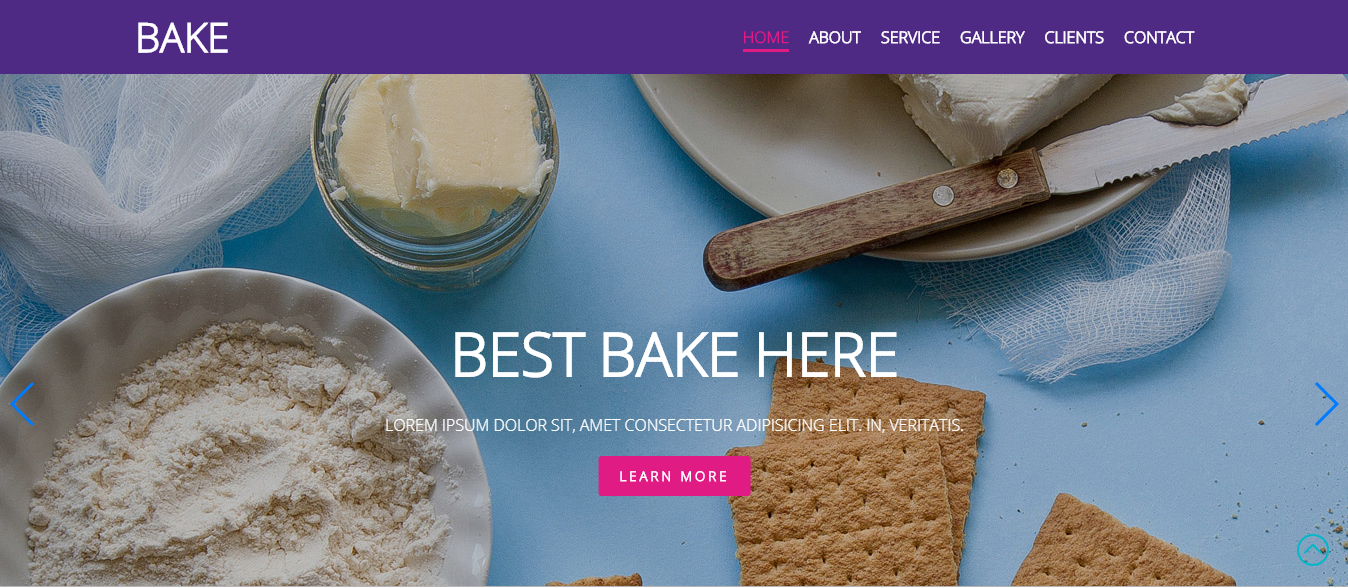 BAKE
HOME ABOUT SERVICE GALLERY CLIENTS CONTACT
BEST BAKE HERE
LOREM IPSUM DOLOR SIT, AMET CONSECTETUR ADIPISICING ELIT. IN, VERITATIS.
LEARN MORE